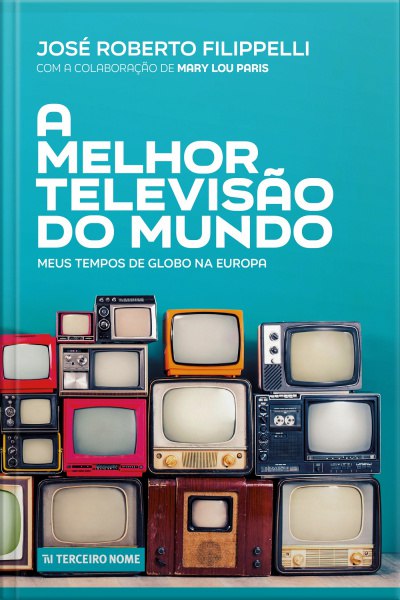 JOSÉ ROBERTO FILIPPELLI
COM A COLABORAÇÃO DE MARY LOU PARIS
A
MELHOR
TELEVISÃO
DO MUNDO
MEUS TEMPOS DE GLOBO NA EUROPA
TN TERCEIRO NOME